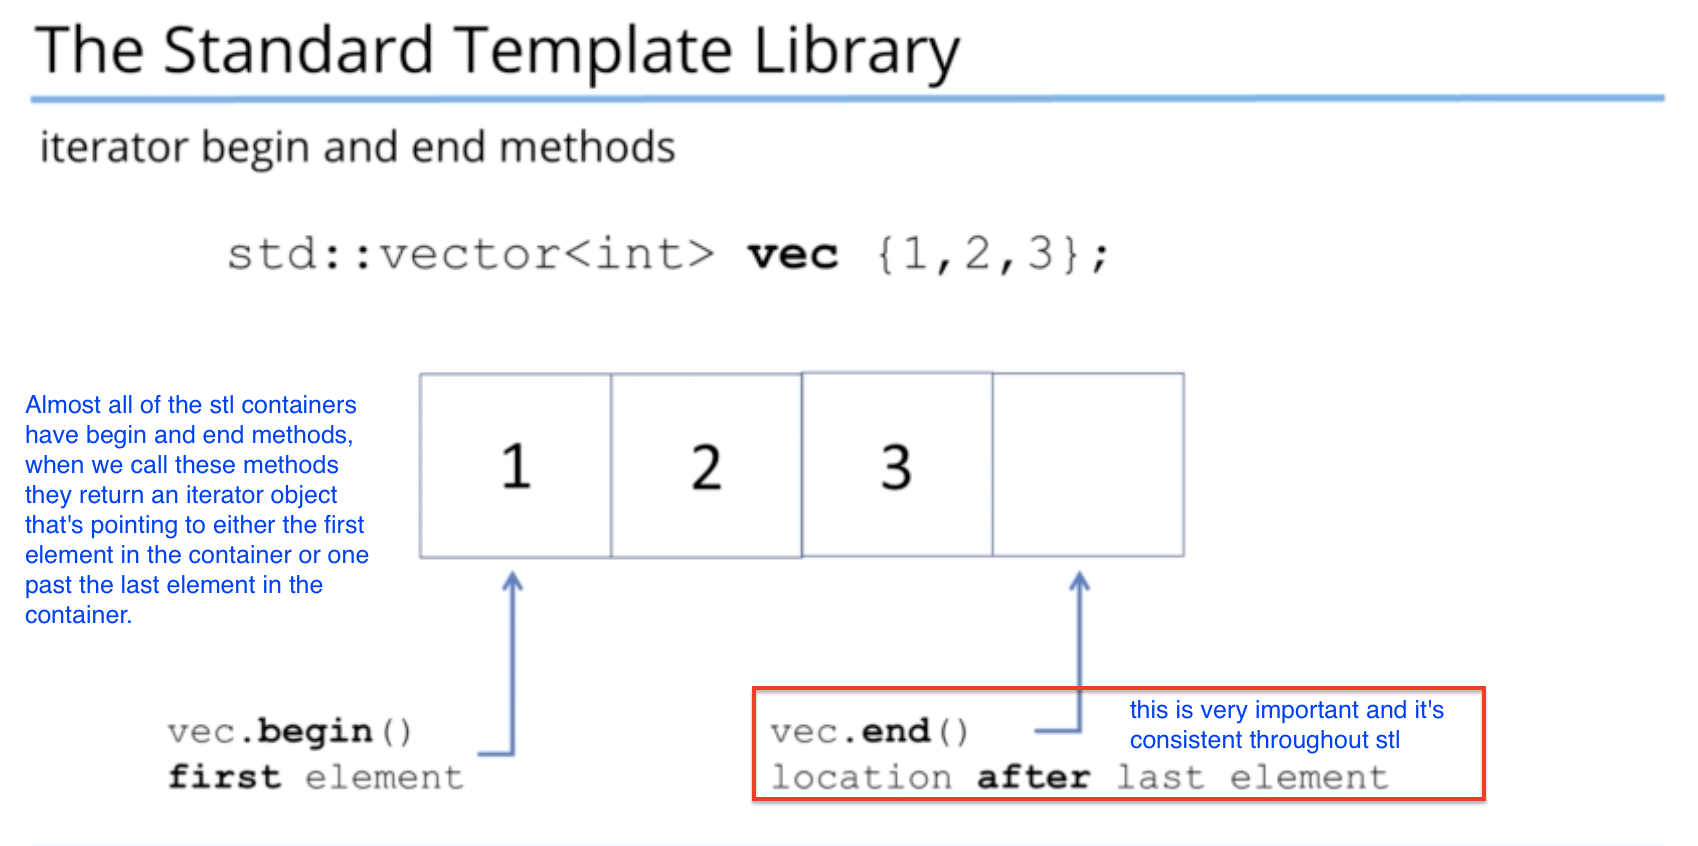 The Standard Template Library
iterator begin and end methods
std::vector<int> vec {1,2,3};
Almost all of the stl containers
have begin and end methods,
when we call these methods
they return an iterator object
that's pointing to either the first
element in the container or one
past the last element in the
container.
1 2 3
vec.begin()
first element
vec.end()
location after last element
this is very important and it's
consistent throughout stl